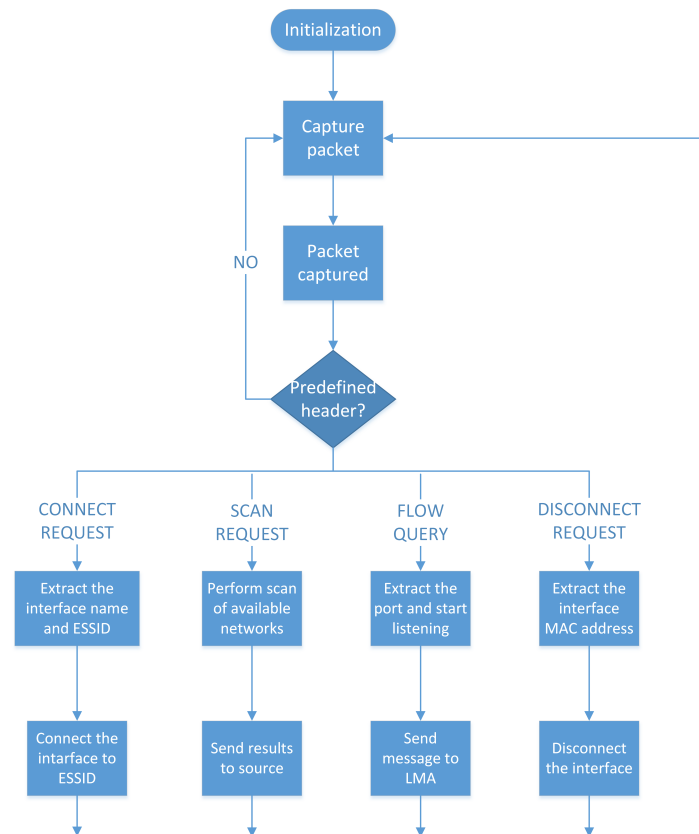 Initialization
Capture
packet
Packet
captured
NO
Predefined
header?
CONNECT
REQUEST
SCAN
REQUEST
FLOW
QUERY
DISCONNECT
REQUEST
Extract the
interface name
and ESSID
Perform scan
of available
networks
Extract the
port and start
listening
Extract the
interface
MAC address
Connect the
intarface to
ESSID
Send results
to source
Send
message to
LMA
Disconnect
the interface